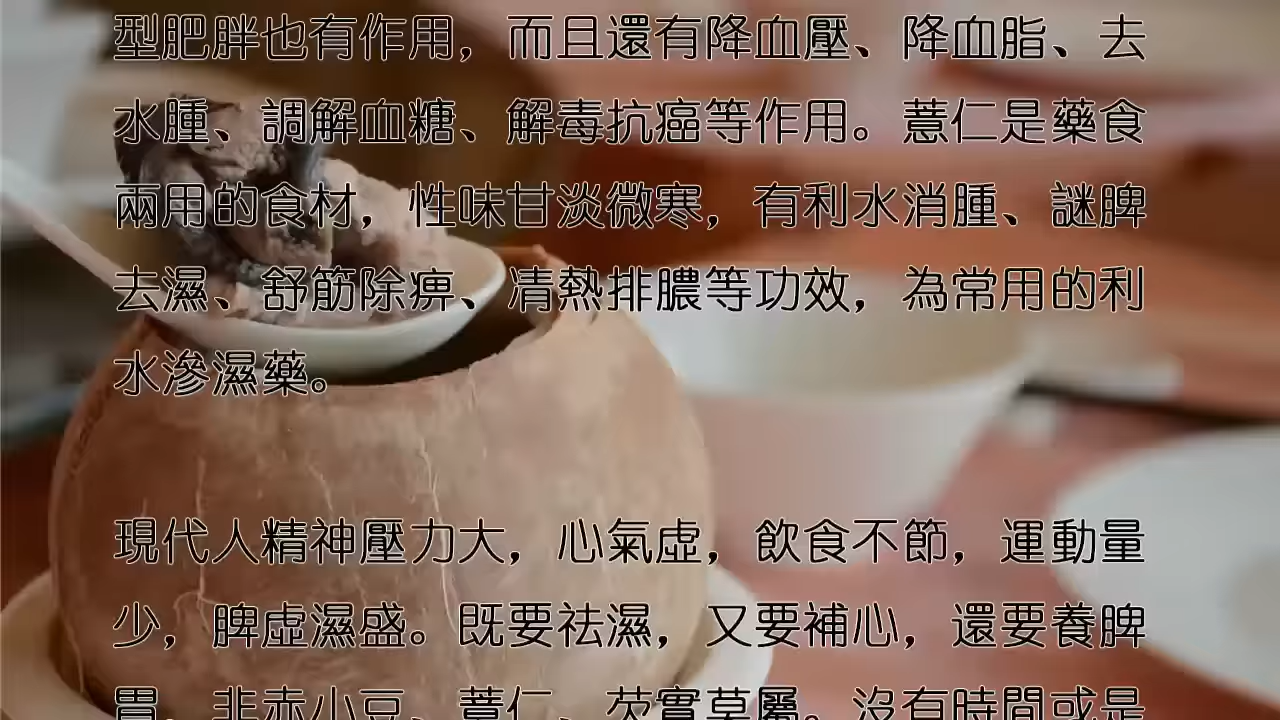 型肥胖也有作用，而且還有降血壓、降血脂、去
水腫、調解血糖、解毒抗癌等作用。薏仁是藥食
兩用的食材，性味甘淡微寒，有利水消腫、謎脾
去濕、舒筋除痹、清熱排膿等功效，為常用的利
水滲濕藥。
現代人精神壓力大，心氣虛，飲食不節，運動量
少，脾虛濕盛。既要祛濕，又要補心，還要養脾
胃，非赤小豆、薏仁、芡實莫屬。沒有時間或是